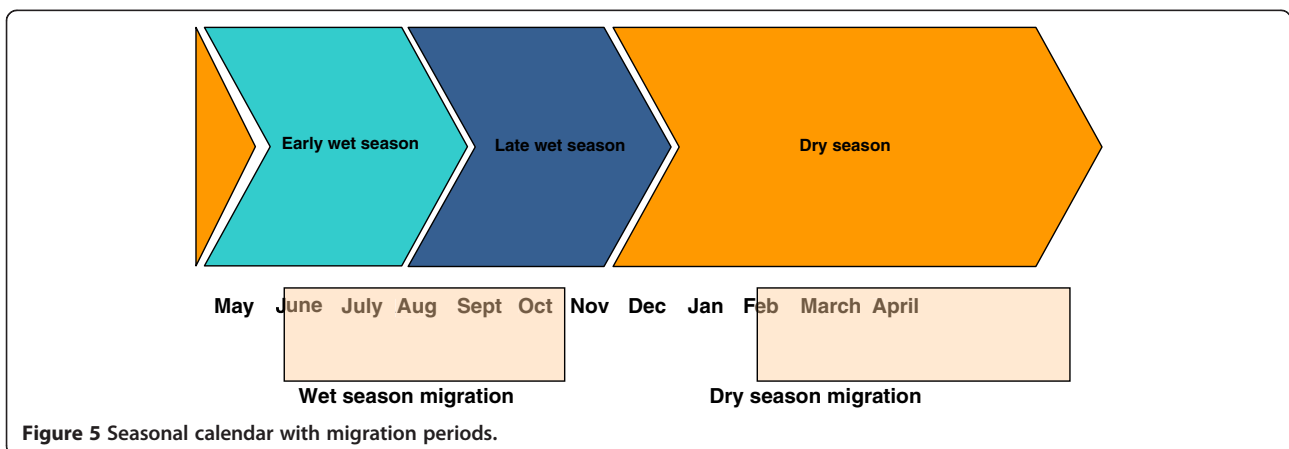 Early wet season Late wet season Dry season
May June July Aug Sept Oct Nov Dec Jan Feb March April
Wet season migration Dry season migration
Figure 5 Seasonal calendar with migration periods.